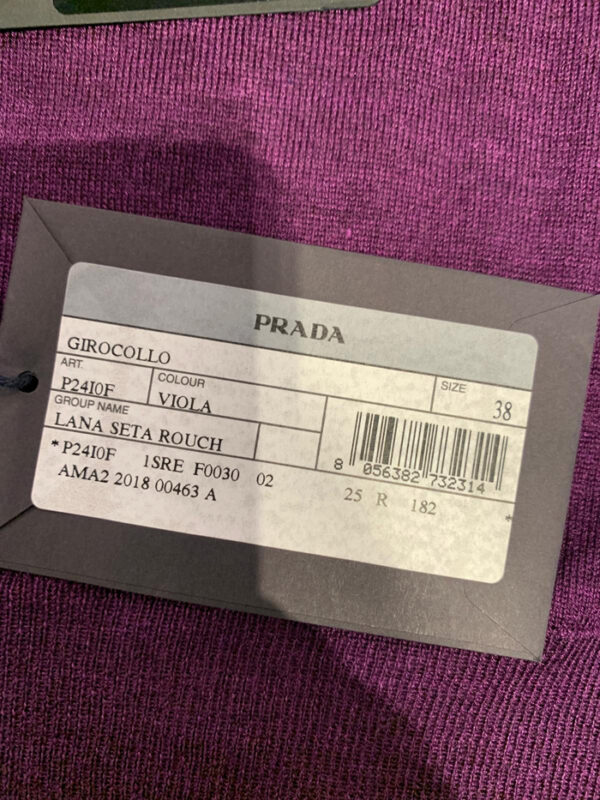 PRADA
GIROCOLLO
ART. COLOUR SIZE
P24I0F VIOLA 38
GROUP NAME
LANA SETA ROUCH
8 056382 732314
* P24I0F 1SRE F0030 02 25 R 182 *
AMA2 2018 00463 A